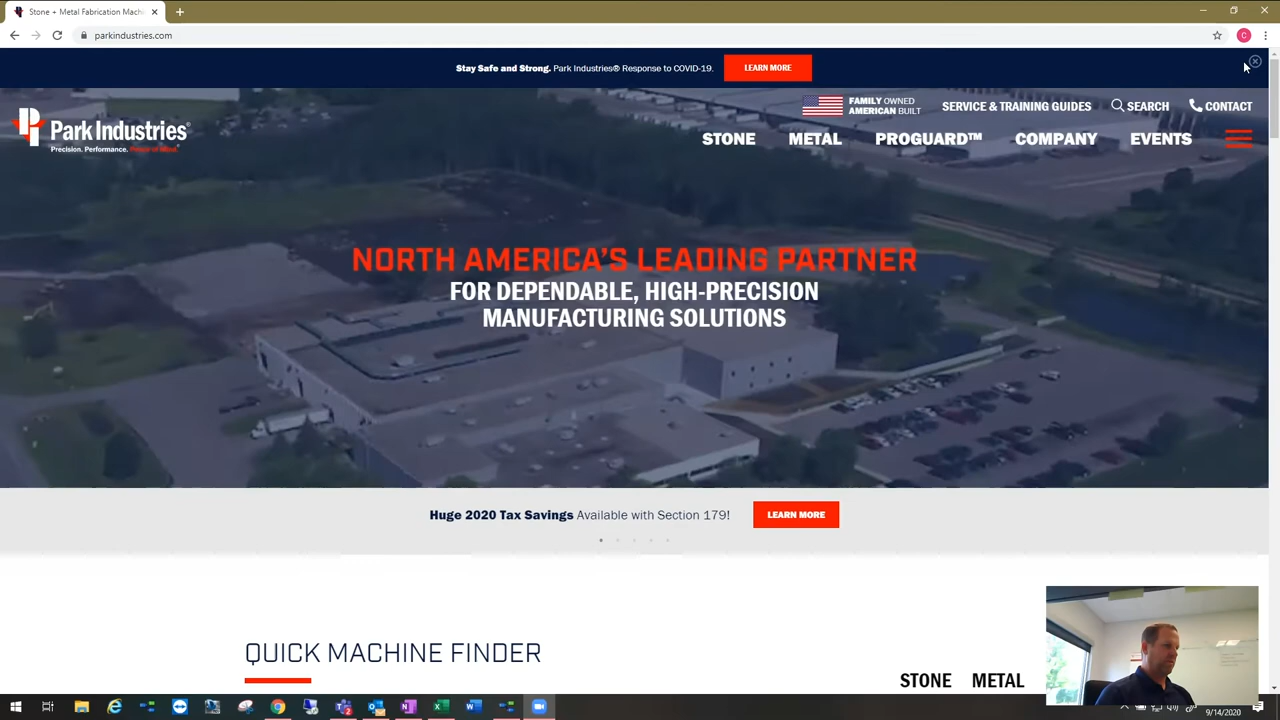 Stone + Metal Fabrication Machi
parkindustries.com
Stay Safe and Strong. Park Industries® Response to COVID-19. LEARN MORE
FAMILY OWNED
AMERICAN BUILT
SERVICE & TRAINING GUIDES SEARCH CONTACT
Park Industries
Precision. Performance. Peace of Mind.
STONE METAL PROGUARD™ COMPANY EVENTS
NORTH AMERICA'S LEADING PARTNER
FOR DEPENDABLE, HIGH-PRECISION
MANUFACTURING SOLUTIONS
Huge 2020 Tax Savings Available with Section 179! LEARN MORE
QUICK MACHINE FINDER
STONE METAL
9/14/2020